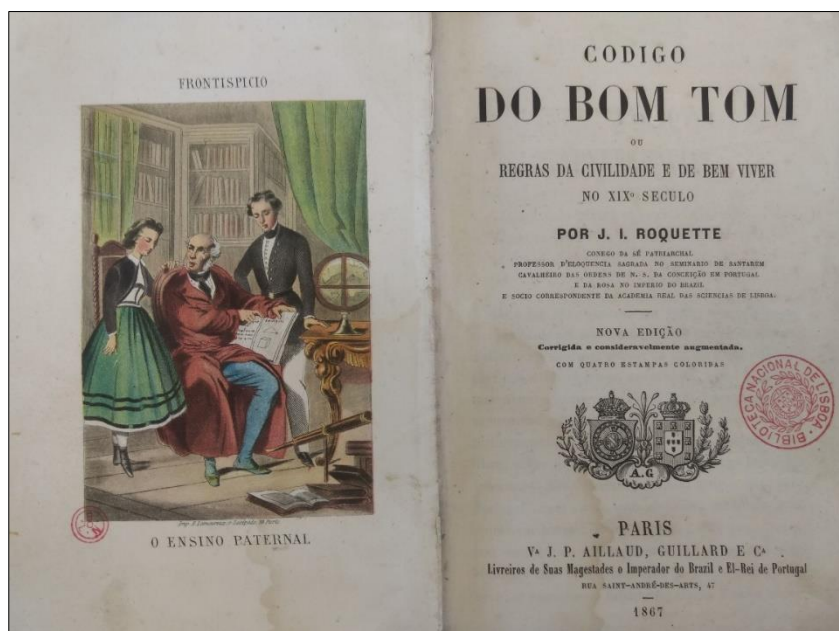 FRONTISPICIO
O ENSINO PATERNAL
CODIGO
DO BOM TOM
OU
REGRAS DA CIVILIDADE E DE BEM VIVER
NO XIXº SECULO
POR J. I. ROQUETTE
CONEGO DA SÉ PATRIARCHAL
PROFESSOR D'ELOQUENCIA SAGRADA NO SEMINARIO DE SANTAREM
CAVALHEIRO DAS ORDENS DE N. S. DA CONCEIÇÃO EM PORTUGAL
E DA ROSA NO IMPERIO DO BRAZIL
E SOCIO CORRESPONDENTE DA ACADEMIA REAL DAS SCIENCIAS DE LISBOA.
NOVA EDIÇÃO
Corrigida e consideravelmente augmentada.
COM QUATRO ESTAMPAS COLORIDAS
BIBLIOTECA NACIONAL DE LISBOA
A.G
PARIS
Vª J. P. AILLAUD, GUILLARD E Cª
Livreiros de Suas Magestades o Imperador do Brazil e El-Rei de Portugal
RUA SAINT-ANDRÉ-DES-ARTS, 47
1867